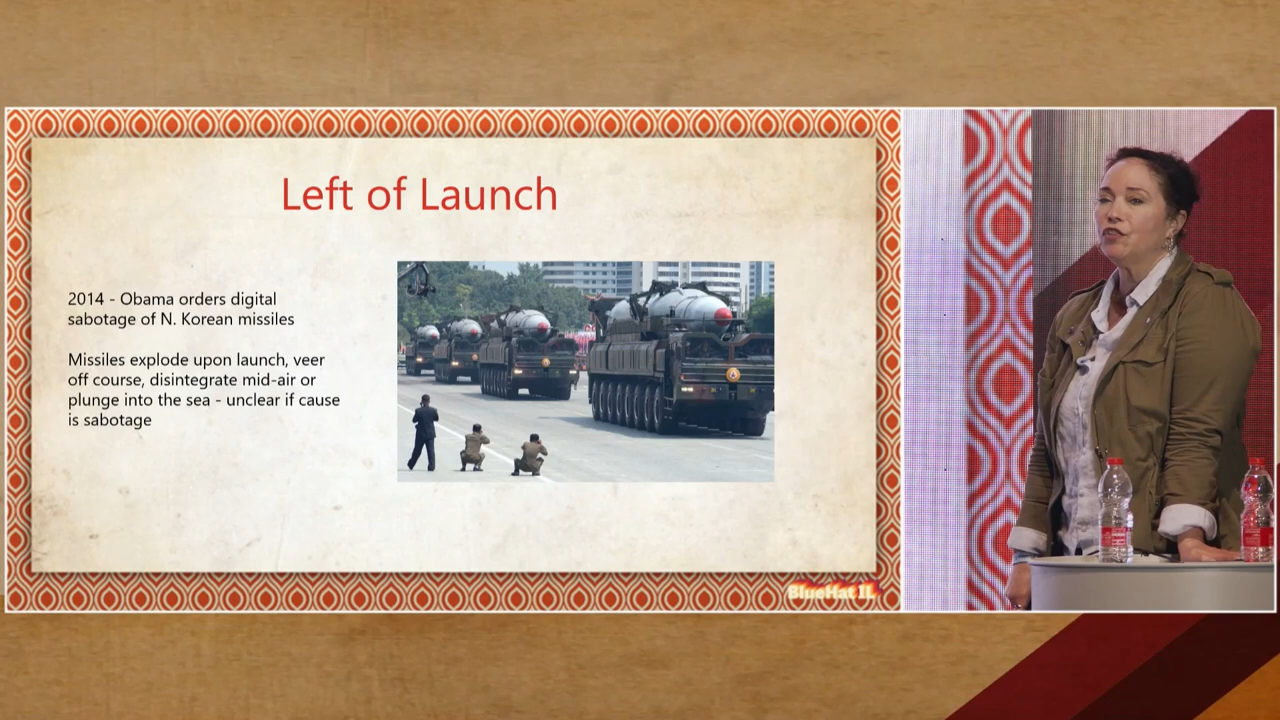 Left of Launch
2014 - Obama orders digital
sabotage of N. Korean missiles
Missiles explode upon launch, veer
off course, disintegrate mid-air or
plunge into the sea - unclear if cause
is sabotage
BlueHat IL